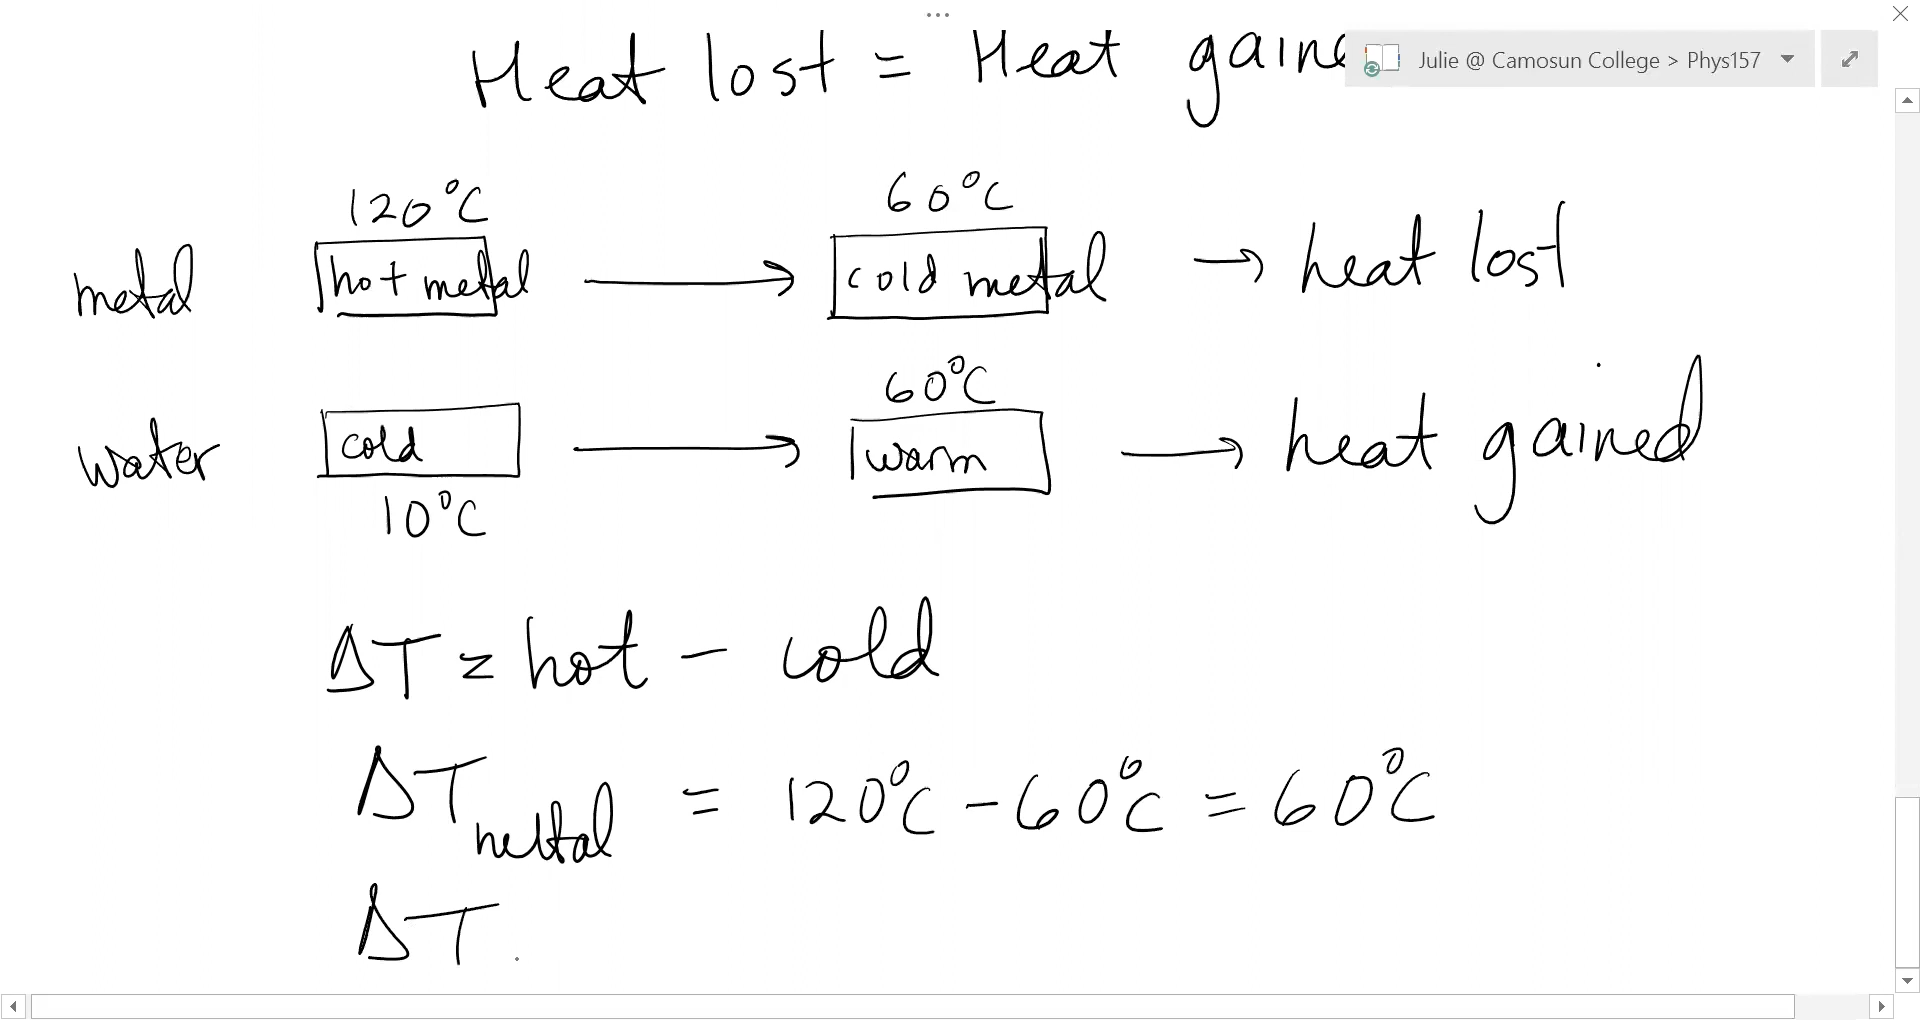 Heat lost = Heat gaine
Julie @ Camosun College > Phys157
120°C 60°C
metal hot metal → cold metal → heat lost
60°C
water cold → warm → heat gained
10°C
ΔT = hot - cold
ΔT metal = 120°C - 60°C = 60°C
ΔT